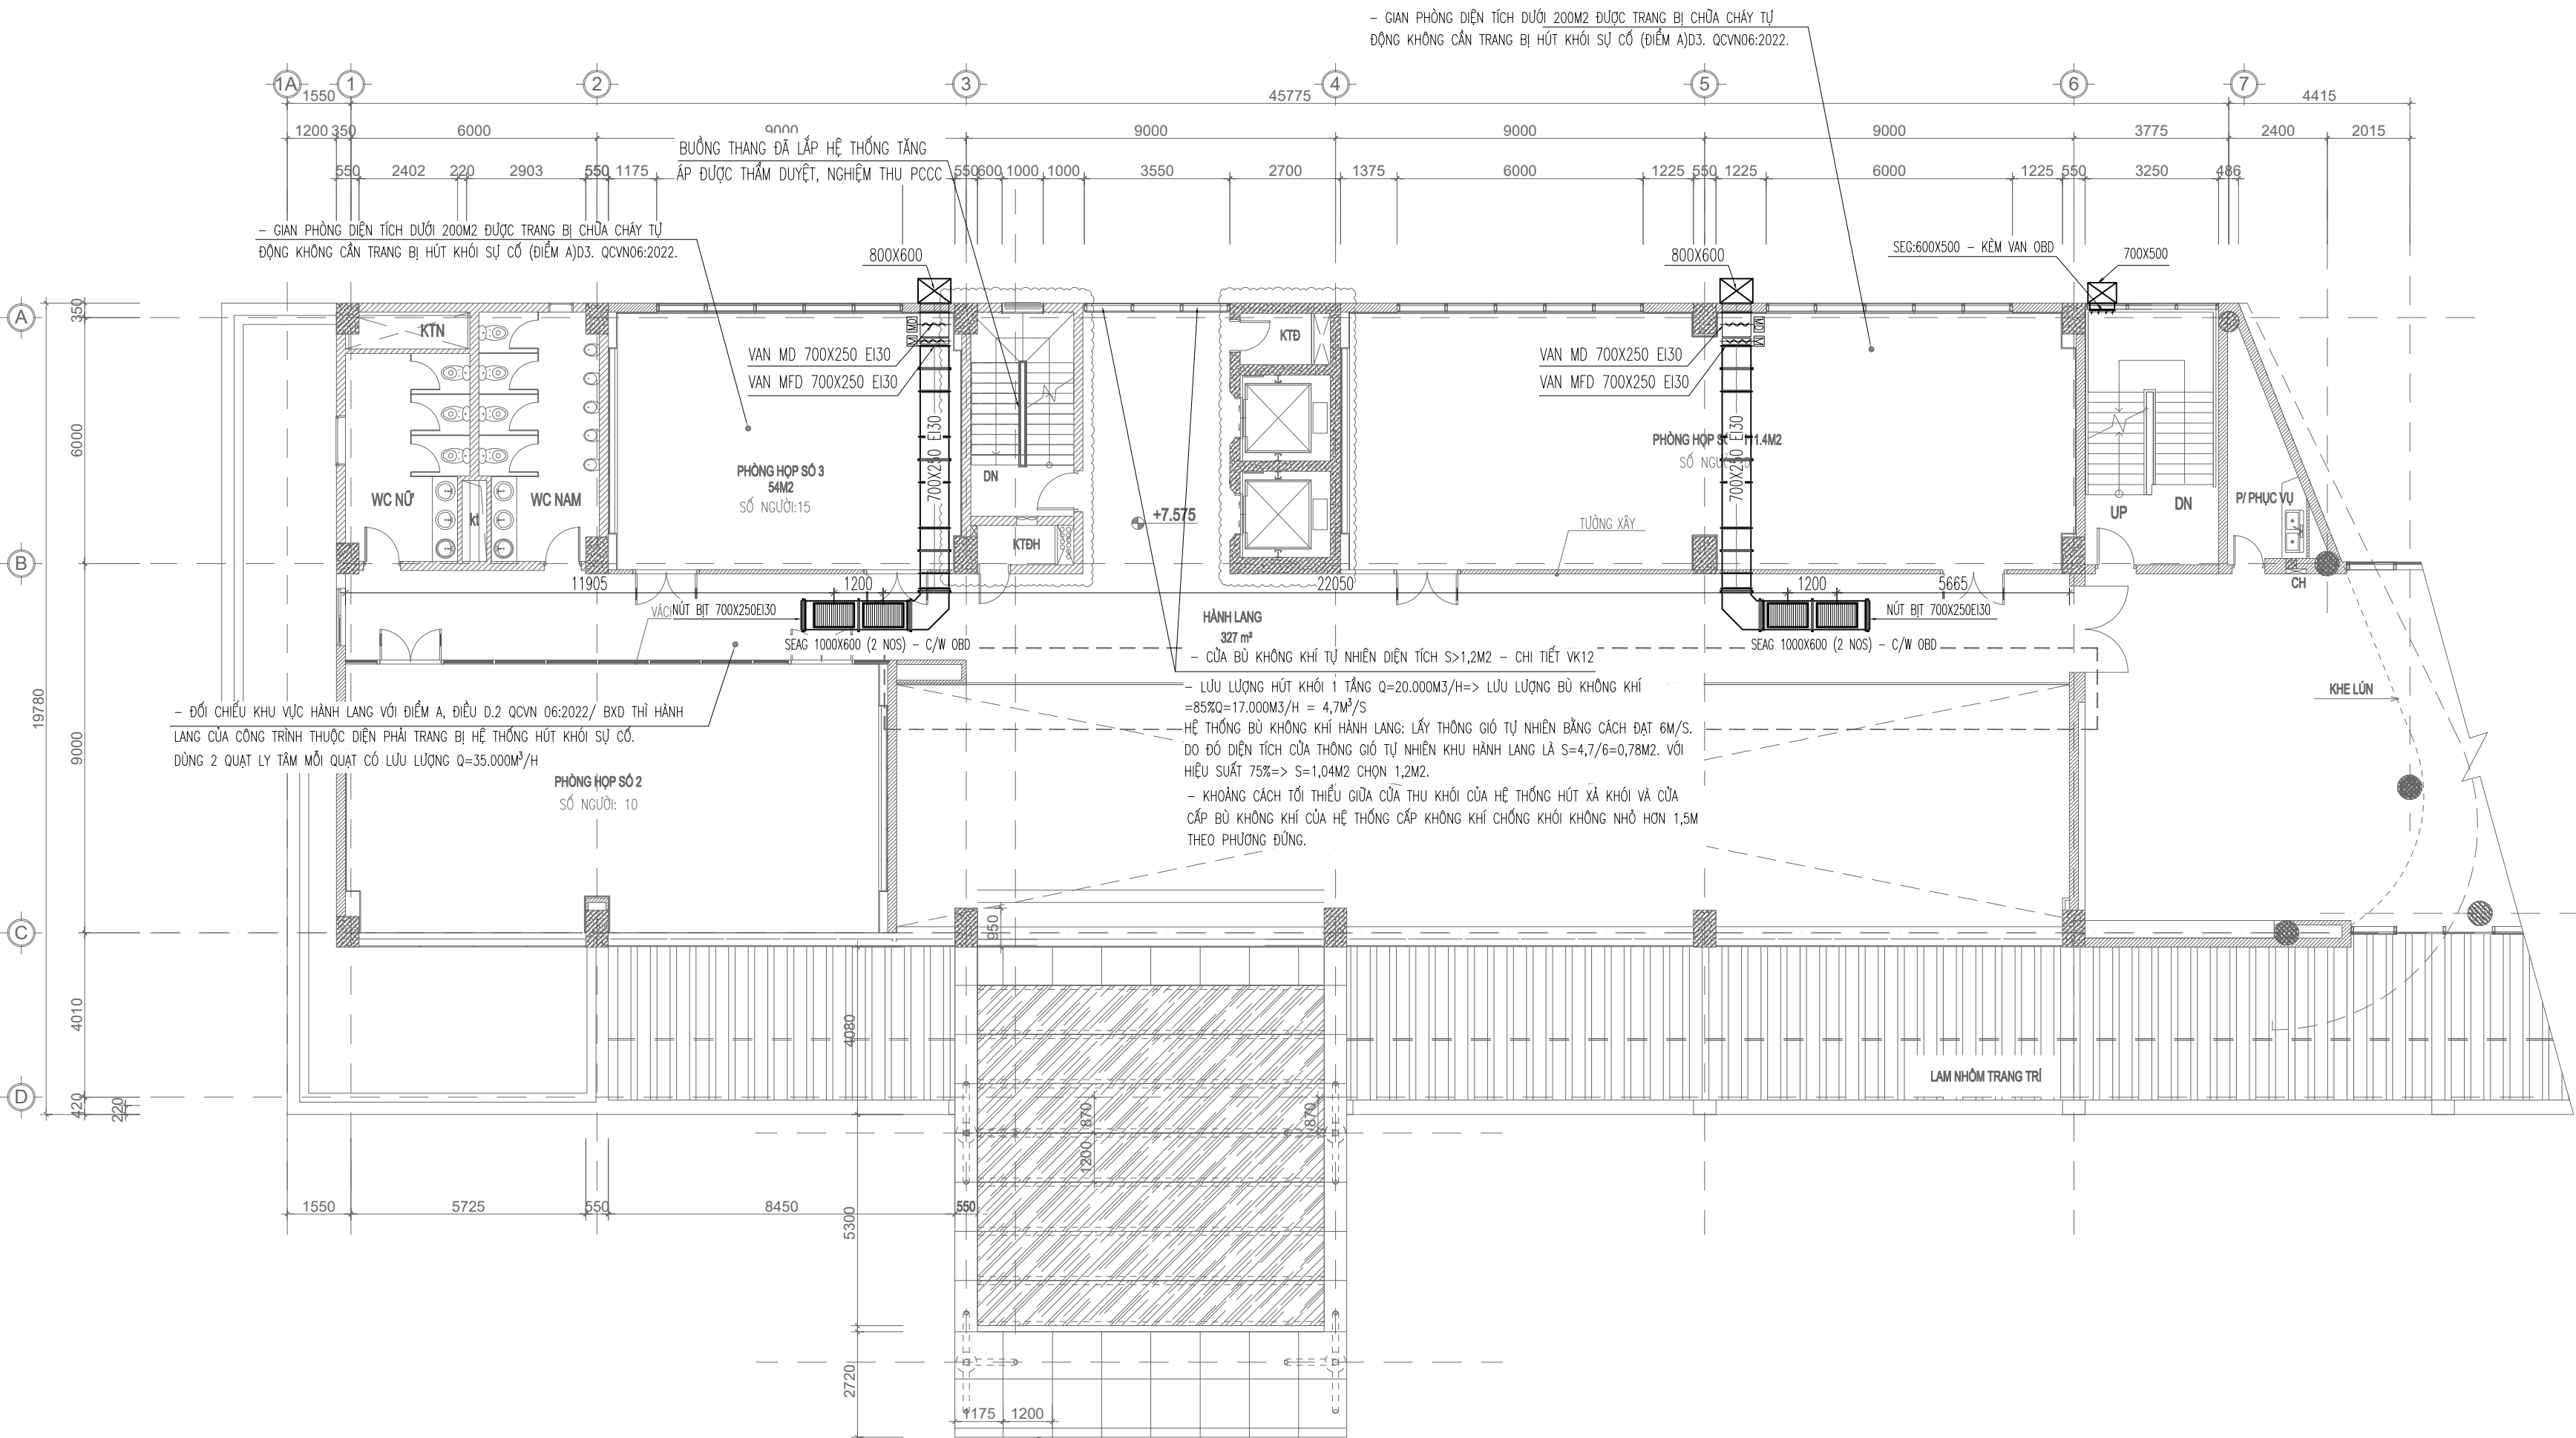 - GIAN PHÒNG DIỆN TÍCH DƯỚI 200M2 ĐƯỢC TRANG BỊ CHỮA CHÁY TỰ
ĐỘNG KHÔNG CẦN TRANG BỊ HÚT KHÓI SỰ CỐ (ĐIỂM A)D3. QCVN06:2022.
1A
1
2
3
4
5
6
7
1550
45775
4415
1200
350
6000
9000
9000
9000
9000
3775
2400
2015
BUỒNG THANG ĐÃ LẮP HỆ THỐNG TĂNG
ÁP ĐƯỢC THẨM DUYỆT, NGHIỆM THU PCCC
550
2402
220
2903
550
1175
550
600
1000
1000
3550
2700
1375
6000
1225
550
1225
6000
1225
550
3250
486
- GIAN PHÒNG DIỆN TÍCH DƯỚI 200M2 ĐƯỢC TRANG BỊ CHỮA CHÁY TỰ
ĐỘNG KHÔNG CẦN TRANG BỊ HÚT KHÓI SỰ CỐ (ĐIỂM A)D3. QCVN06:2022.
800X600
800X600
SEG:600X500 - KÈM VAN OBD
700X500
A
B
C
D
350
6000
9000
19780
4010
420
220
KTN
KTĐ
MD
M
MD
M
VAN MD 700X250 EI30
VAN MFD 700X250 EI30
VAN MD 700X250 EI30
VAN MFD 700X250 EI30
700X250 EI30
700X250 EI30
PHÒNG HỌP SỐ 3
54M2
SỐ NGƯỜI:15
PHÒNG HỌP S 1.4M2
SỐ NGƯ
WC NỮ
kt
WC NAM
DN
+7.575
KTĐH
TƯỜNG XÂY
UP
DN
P/ PHỤC VỤ
CH
11905
1200
22050
1200
5665
VÁC
NÚT BỊT 700X250EI30
NÚT BỊT 700X250EI30
HÀNH LANG
327 m²
SEAG 1000X600 (2 NOS) - C/W OBD
SEAG 1000X600 (2 NOS) - C/W OBD
- CỬA BÙ KHÔNG KHÍ TỰ NHIÊN DIỆN TÍCH S>1,2M2 - CHI TIẾT VK12
- LƯU LƯỢNG HÚT KHÓI 1 TẦNG Q=20.000M3/H=> LƯU LƯỢNG BÙ KHÔNG KHÍ
=85%Q=17.000M3/H = 4,7M³/S
HỆ THỐNG BÙ KHÔNG KHÍ HÀNH LANG: LẤY THÔNG GIÓ TỰ NHIÊN BẰNG CÁCH ĐẠT 6M/S.
DO ĐÓ DIỆN TÍCH CỬA THÔNG GIÓ TỰ NHIÊN KHU HÀNH LANG LÀ S=4,7/6=0,78M2. VỚI
HIỆU SUẤT 75%=> S=1,04M2 CHỌN 1,2M2.
- KHOẢNG CÁCH TỐI THIỂU GIỮA CỬA THU KHÓI CỦA HỆ THỐNG HÚT XẢ KHÓI VÀ CỬA
CẤP BÙ KHÔNG KHÍ CỦA HỆ THỐNG CẤP KHÔNG KHÍ CHỐNG KHÓI KHÔNG NHỎ HƠN 1,5M
THEO PHƯƠNG ĐỨNG.
KHE LÚN
- ĐỐI CHIẾU KHU VỰC HÀNH LANG VỚI ĐIỂM A, ĐIỀU D.2 QCVN 06:2022/ BXD THÌ HÀNH
LANG CỦA CÔNG TRÌNH THUỘC DIỆN PHẢI TRANG BỊ HỆ THỐNG HÚT KHÓI SỰ CỐ.
DÙNG 2 QUẠT LY TÂM MỖI QUẠT CÓ LƯU LƯỢNG Q=35.000M³/H
PHÒNG HỌP SỐ 2
SỐ NGƯỜI: 10
950
4080
870
870
1200
LAM NHÔM TRANG TRÍ
1550
5725
550
8450
550
5300
2720
1175
1200